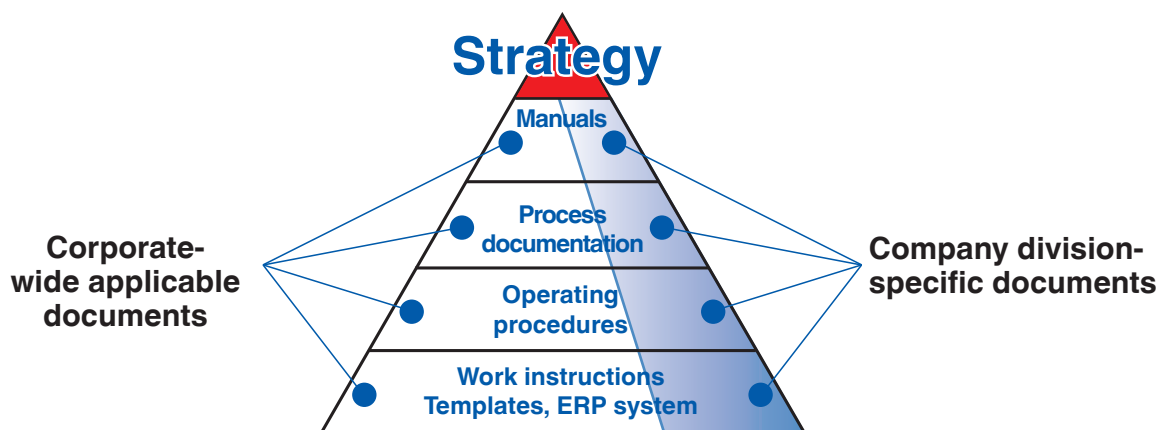 Strategy
Manuals
Process
documentation
Operating
procedures
Work instructions
Templates, ERP system
Corporate-
wide applicable
documents
Company division-
specific documents